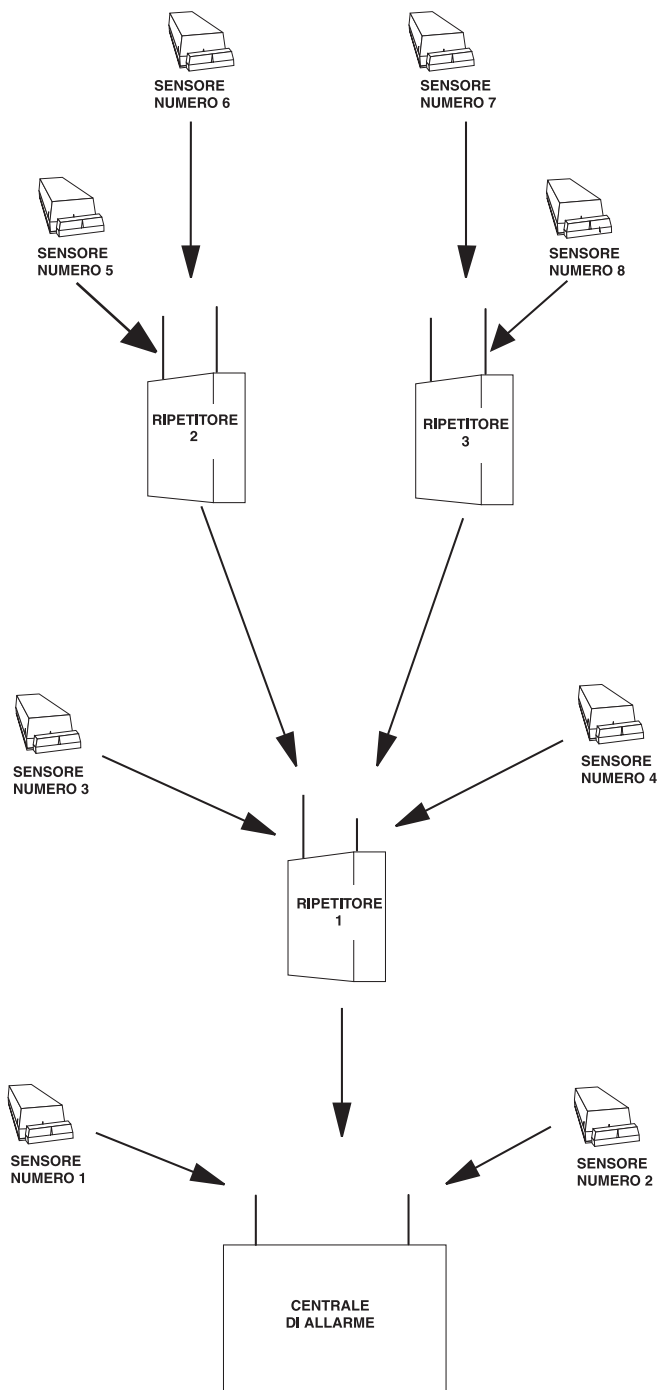 SENSORE
NUMERO 6
SENSORE
NUMERO 7
SENSORE
NUMERO 5
SENSORE
NUMERO 8
RIPETITORE
2
RIPETITORE
3
SENSORE
NUMERO 3
SENSORE
NUMERO 4
RIPETITORE
1
SENSORE
NUMERO 1
SENSORE
NUMERO 2
CENTRALE
DI ALLARME